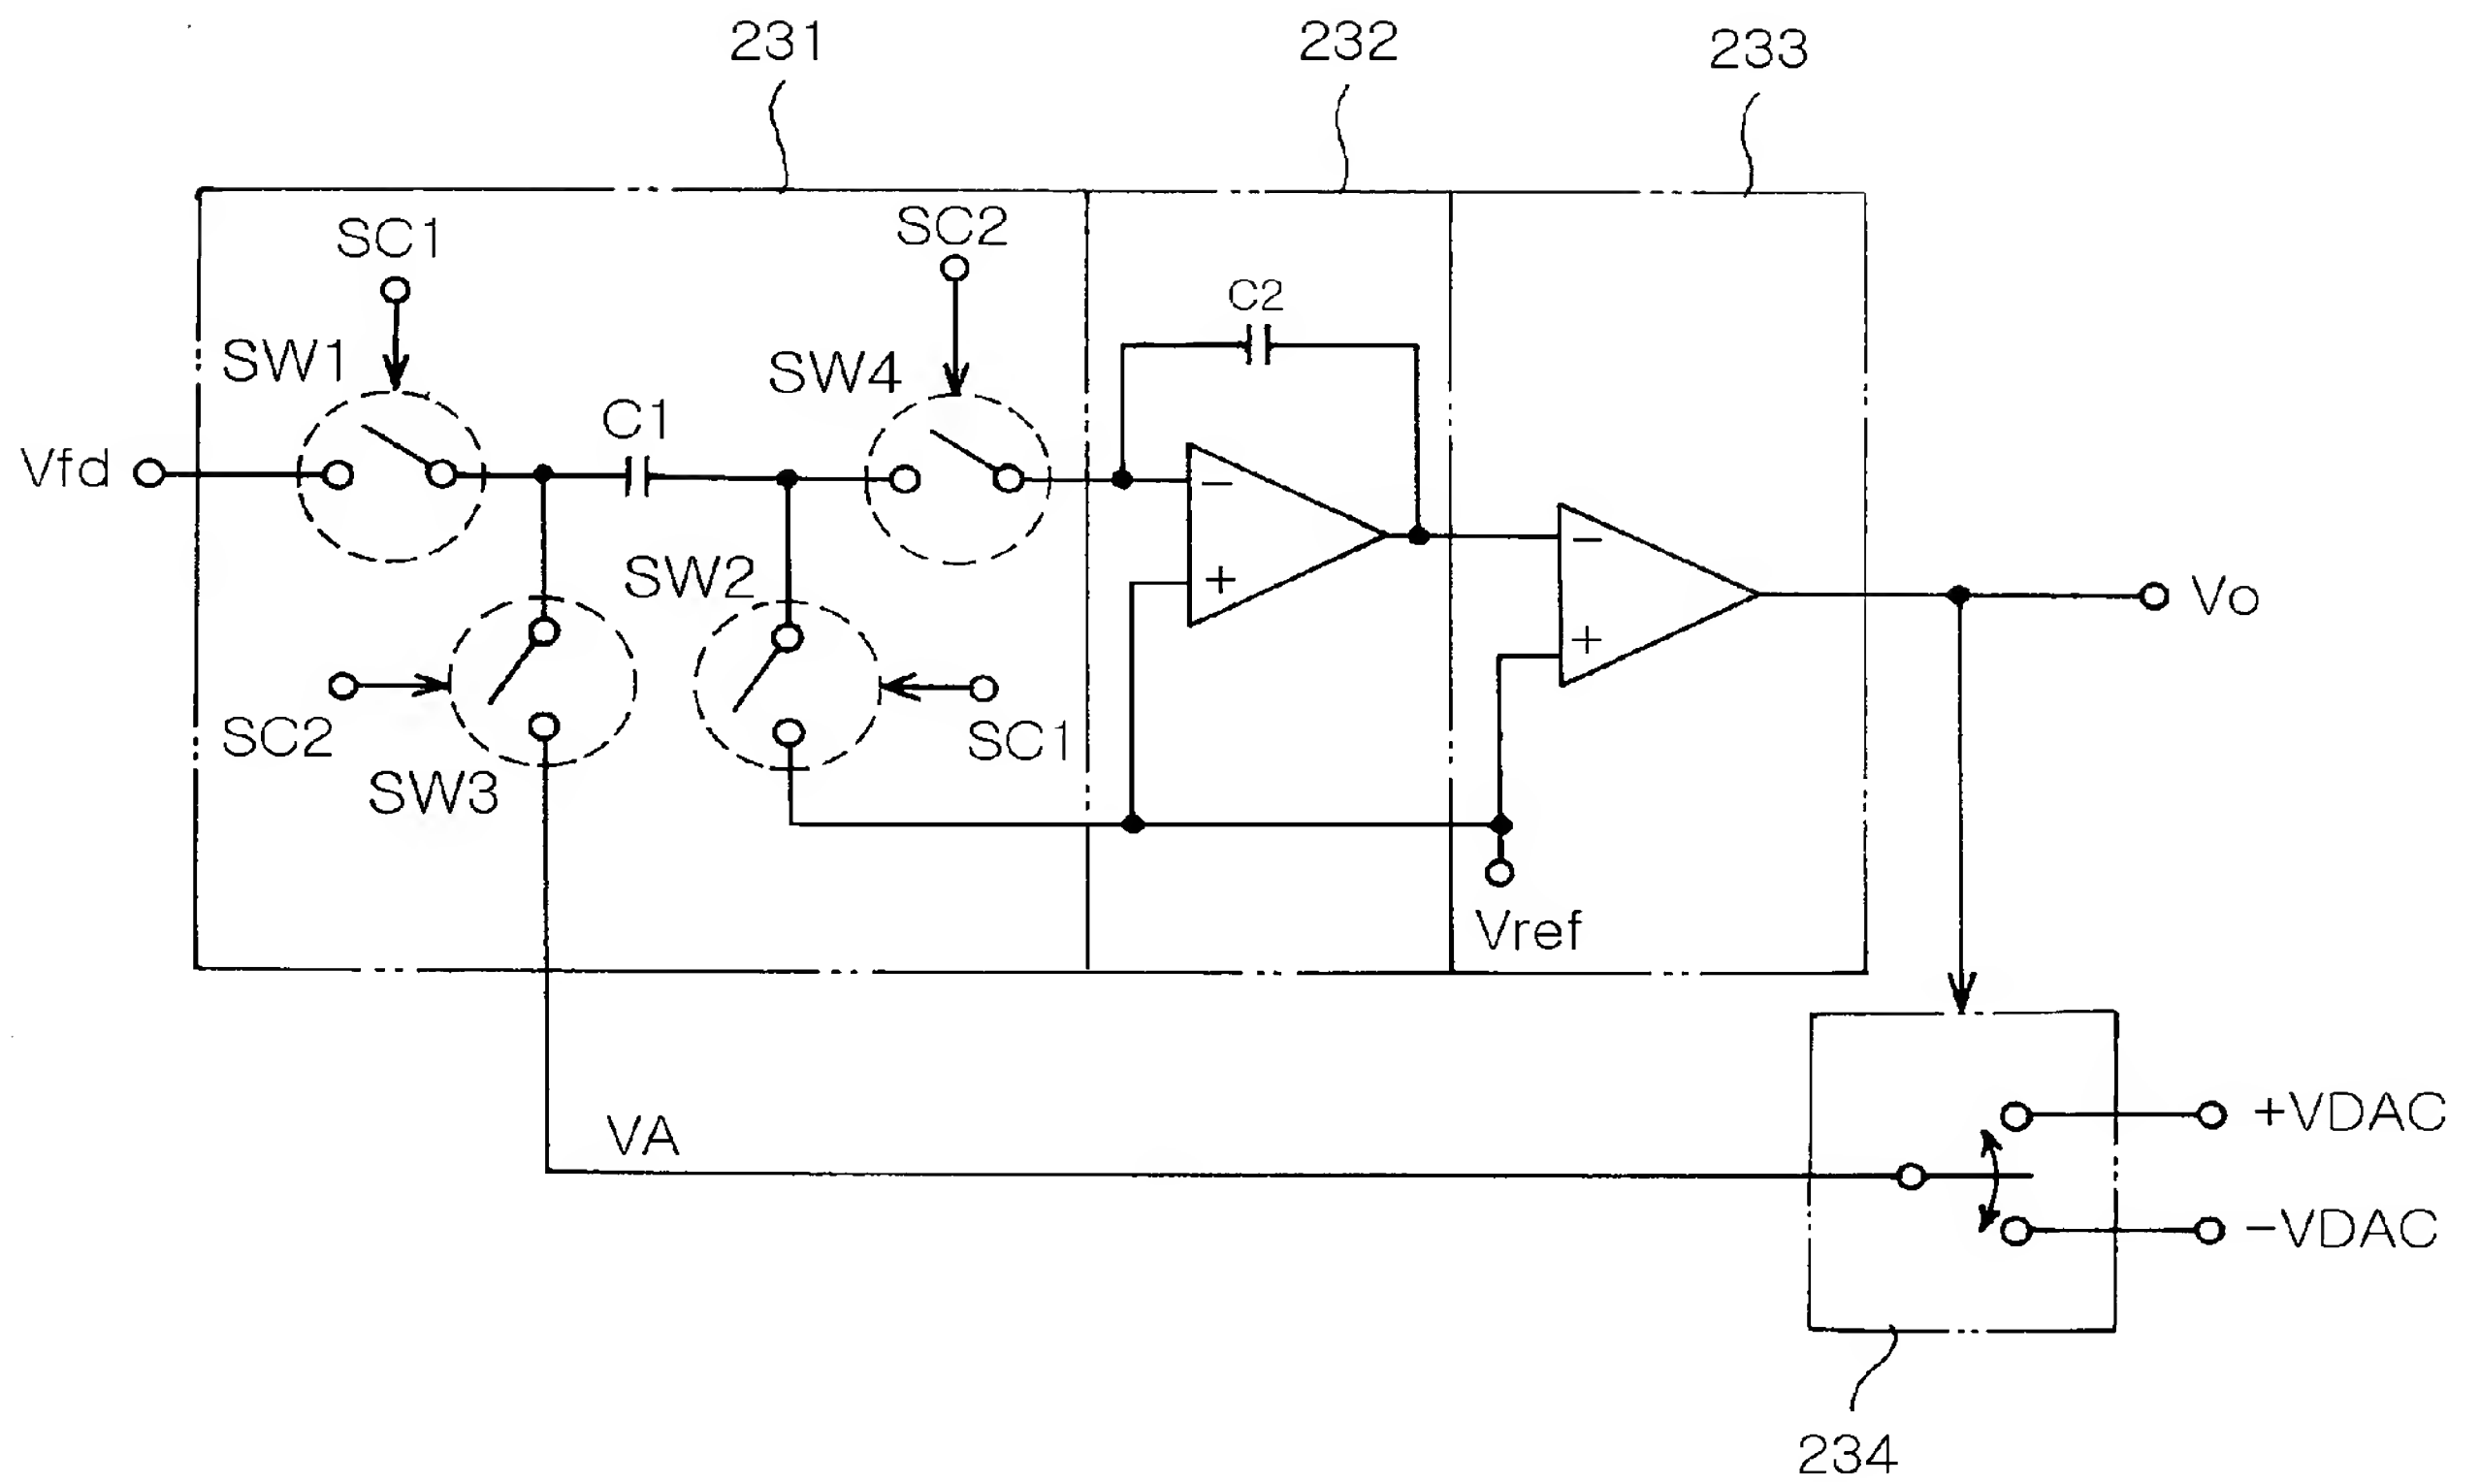 231
232
233
SC1
SC2
C2
SW1
SW4
C1
Vfd
−
−
SW2
+
Vo
+
SC2
SC1
SW3
Vref
+VDAC
VA
−VDAC
234